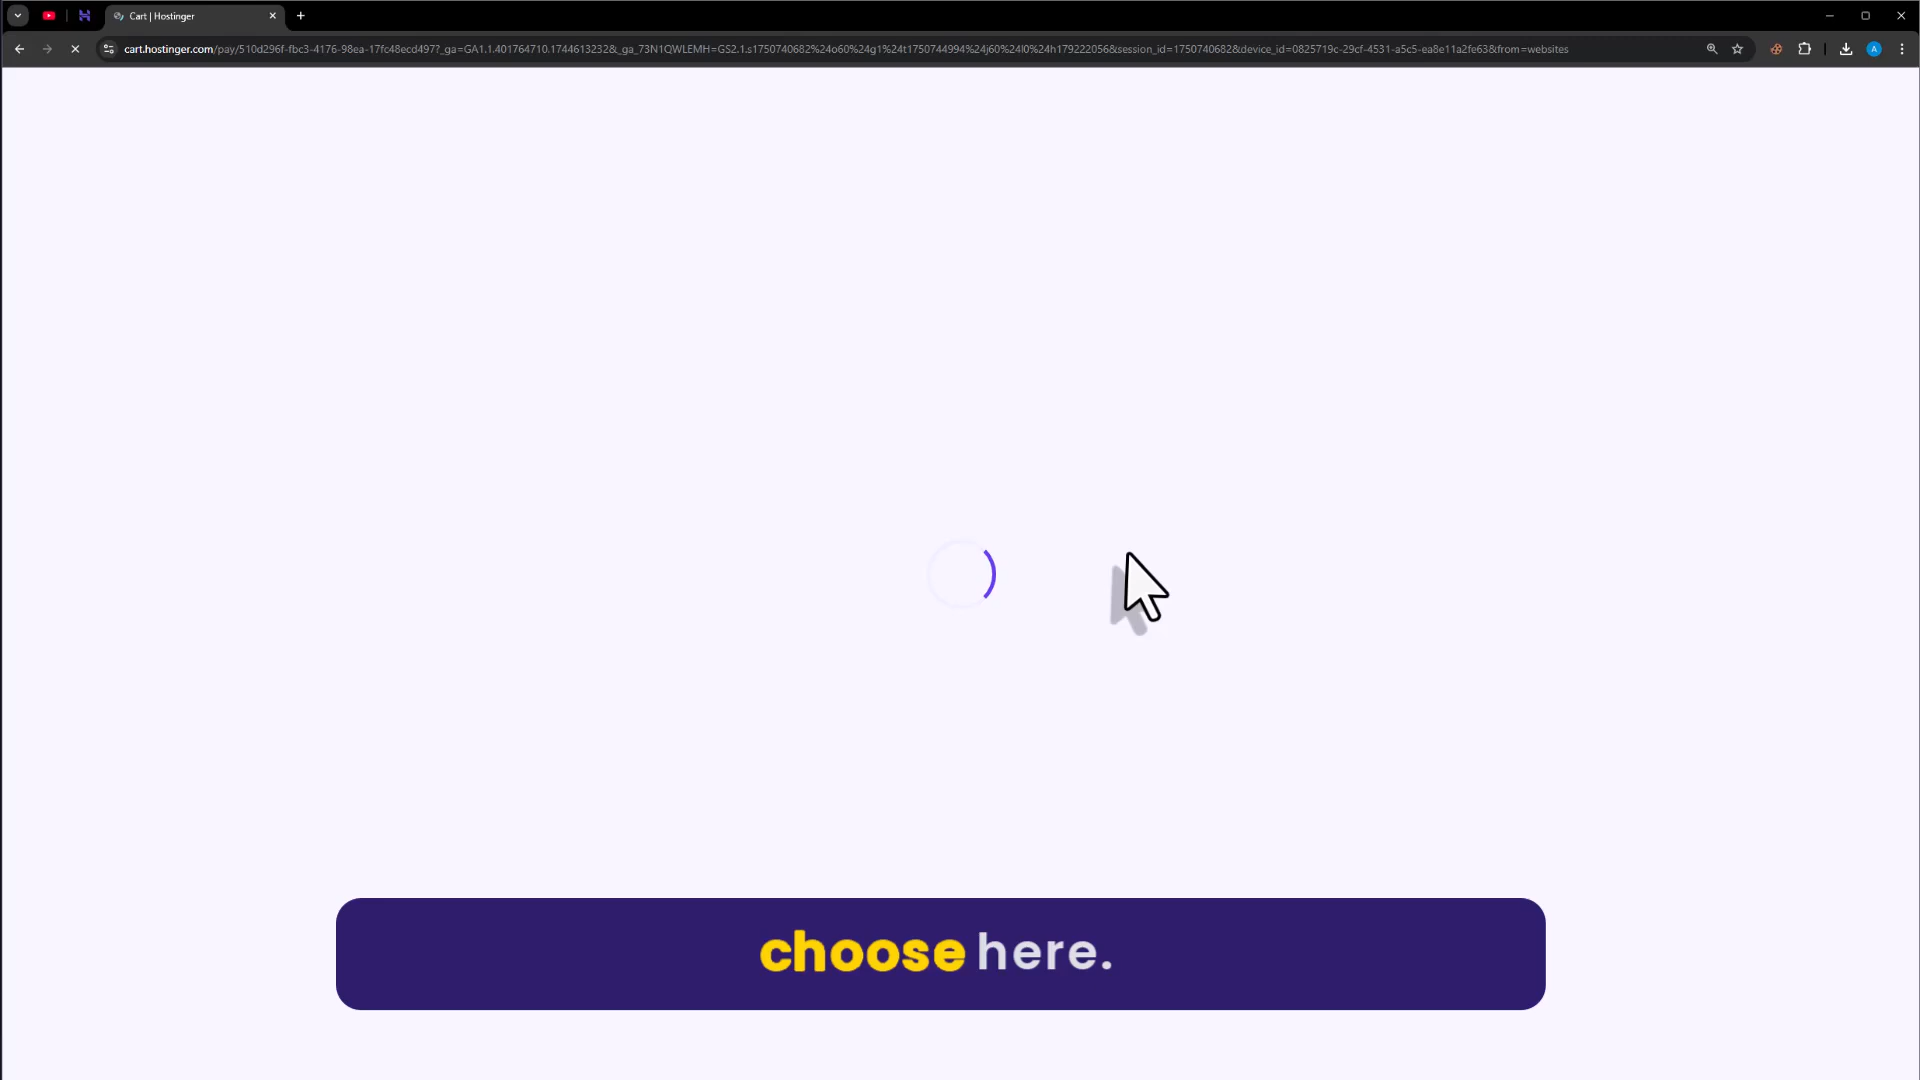 Cart | Hostinger
cart.hostinger.com/pay/510d296f-fbc3-4176-98ea-17fc48ecd497?_ga=GA1.1.401764710.1744613232&_ga_73N1QWLEMH=GS2.1.s1750740682%24o60%24g1%24t1750744994%24j60%24l0%24h179222056&session_id=1750740682&device_id=0825719c-29cf-4531-a5c5-ea8e11a2fe63&from=websites
A
choose here.